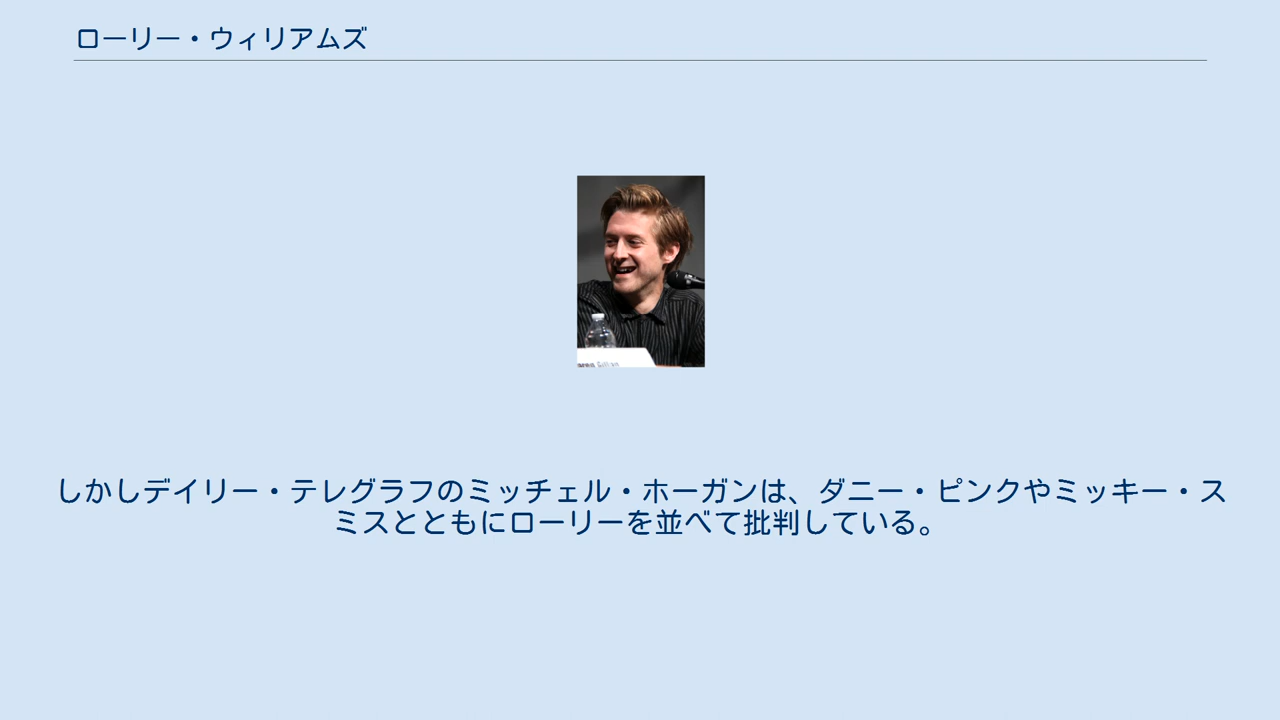 ローリー・ウィリアムズ
しかしデイリー・テレグラフのミッチェル・ホーガンは、ダニー・ピンクやミッキー・ス
ミスとともにローリーを並べて批判している。